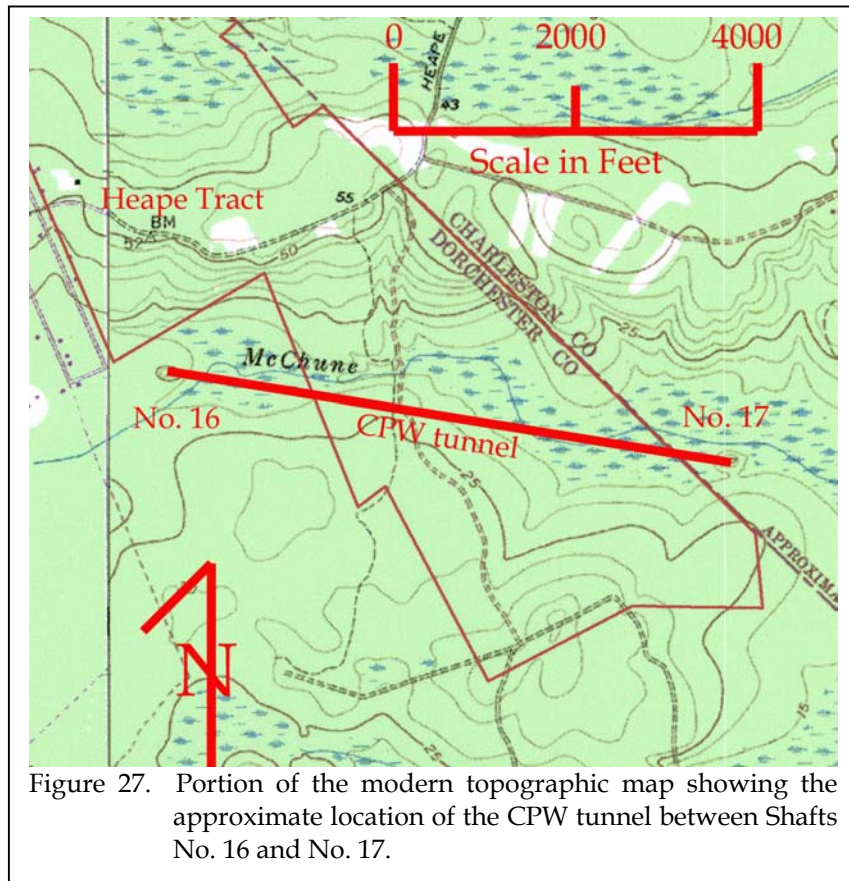 0 2000 4000
HEAPE
43
Scale in Feet
Heape Tract
BM
52
55
50
CHARLESTON CO
DORCHESTER CO
25
McChune
No. 16
CPW tunnel
No. 17
25
APPROXIMA
N
15
25
Figure 27. Portion of the modern topographic map showing the
approximate location of the CPW tunnel between Shafts
No. 16 and No. 17.